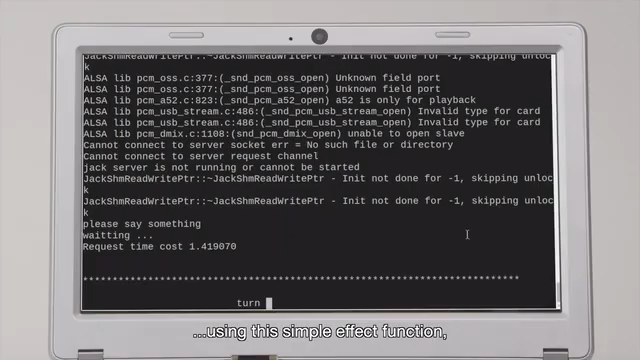 JackShmReadWritePtr::~JackShmReadWritePtr - Init not done for -1, skipping unloc
k
ALSA lib pcm_oss.c:377:(_snd_pcm_oss_open) Unknown field port
ALSA lib pcm_oss.c:377:(_snd_pcm_oss_open) Unknown field port
ALSA lib pcm_a52.c:823:(_snd_pcm_a52_open) a52 is only for playback
ALSA lib pcm_usb_stream.c:486:(_snd_pcm_usb_stream_open) Invalid type for card
ALSA lib pcm_usb_stream.c:486:(_snd_pcm_usb_stream_open) Invalid type for card
ALSA lib pcm_dmix.c:1108:(snd_pcm_dmix_open) unable to open slave
Cannot connect to server socket err = No such file or directory
Cannot connect to server request channel
jack server is not running or cannot be started
JackShmReadWritePtr::~JackShmReadWritePtr - Init not done for -1, skipping unloc
k
JackShmReadWritePtr::~JackShmReadWritePtr - Init not done for -1, skipping unloc
k
please say something
waitting ...
Request time cost 1.419070
**************************************************************************
turn
...using this simple effect function,